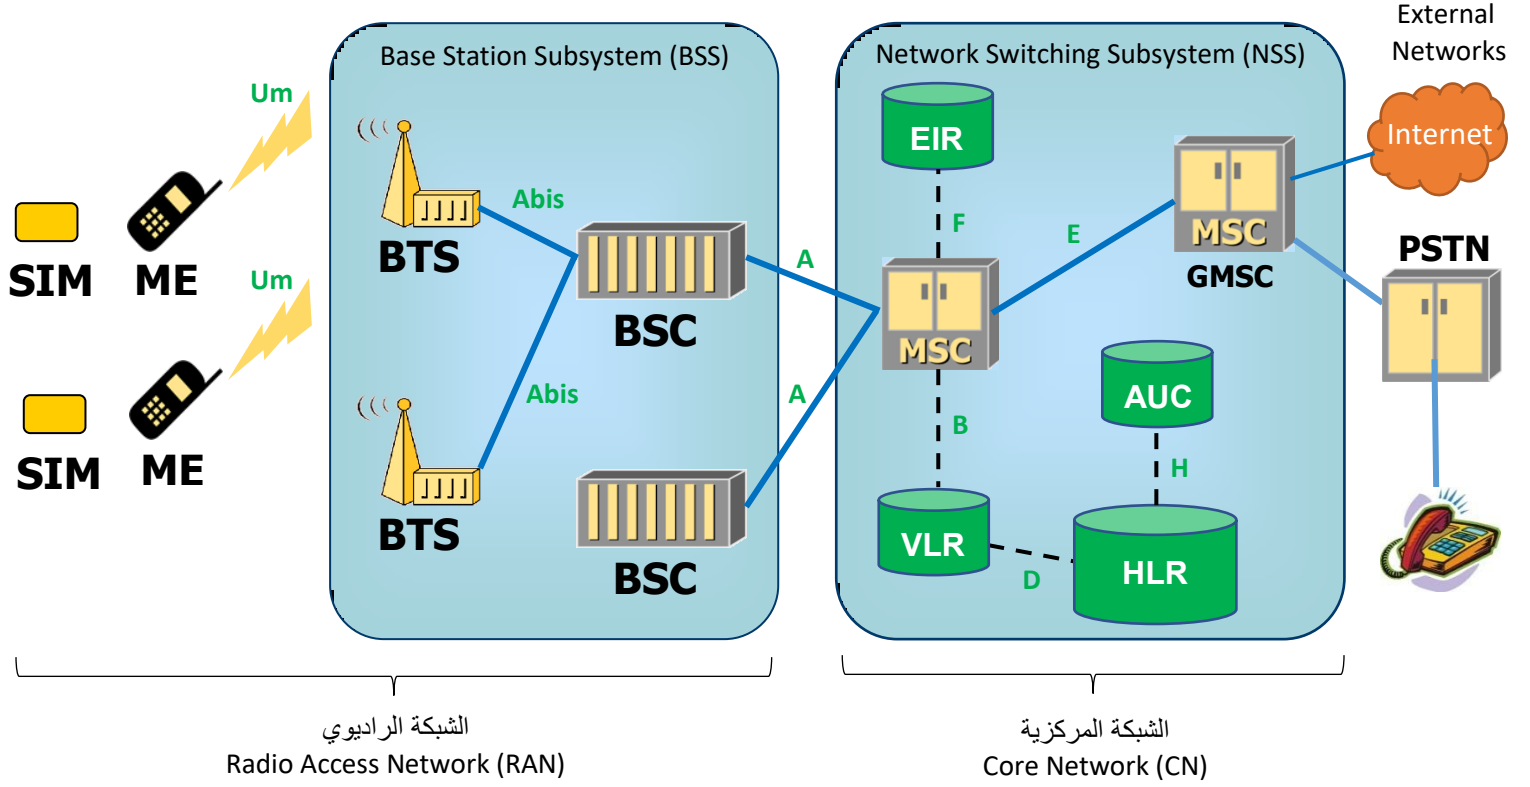 Base Station Subsystem (BSS)
Network Switching Subsystem (NSS)
External
Networks
Um
Um
SIM
ME
SIM
ME
BTS
Abis
Abis
BTS
BSC
BSC
A
A
EIR
F
MSC
B
VLR
D
HLR
H
AUC
E
MSC
GMSC
Internet
PSTN
الشبكة الراديوي
Radio Access Network (RAN)
الشبكة المركزية
Core Network (CN)